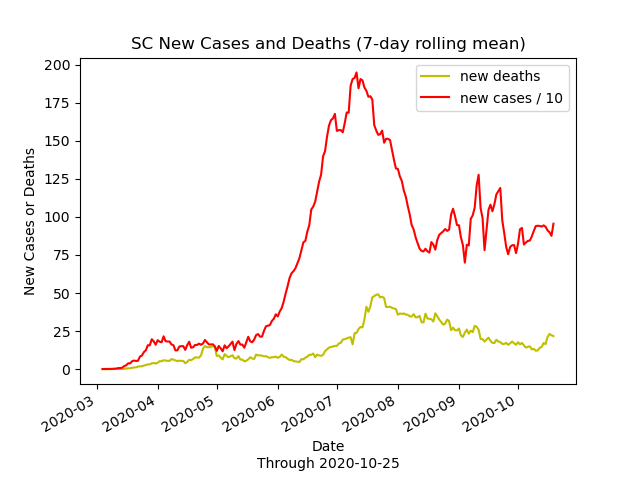 SC New Cases and Deaths (7-day rolling mean)
new deaths
new cases / 10
New Cases or Deaths
200
175
150
125
100
75
50
25
0
2020-03
2020-04
2020-05
2020-06
2020-07
2020-08
2020-09
2020-10
Date
Through 2020-10-25